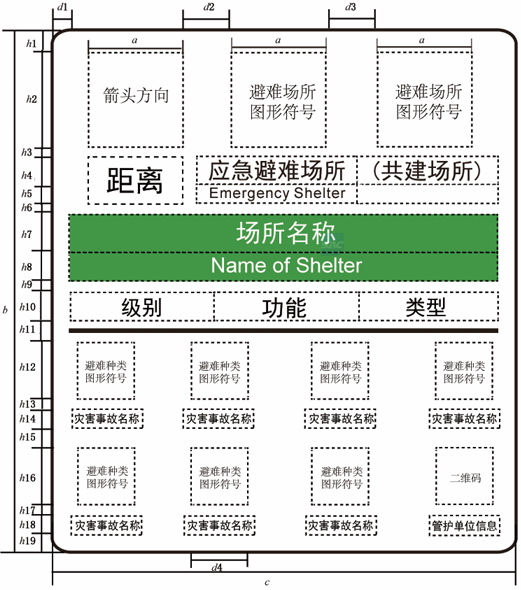 d1 d2 d3
h1 a a a
h2 箭头方向 避难场所 避难场所
图形符号 图形符号
h3
h4 距离 应急避难场所 （共建场所）
h5 Emergency Shelter
h6
h7 场所名称
h8 Name of Shelter
h9
b h10 级别 功能 类型
h11
h12 避难种类 避难种类 避难种类 避难种类
图形符号 图形符号 图形符号 图形符号
h13
h14 灾害事故名称 灾害事故名称 灾害事故名称 灾害事故名称
h15
h16 避难种类 避难种类 避难种类 二维码
图形符号 图形符号 图形符号
h17
h18 灾害事故名称 灾害事故名称 灾害事故名称 管护单位信息
h19
d4
c